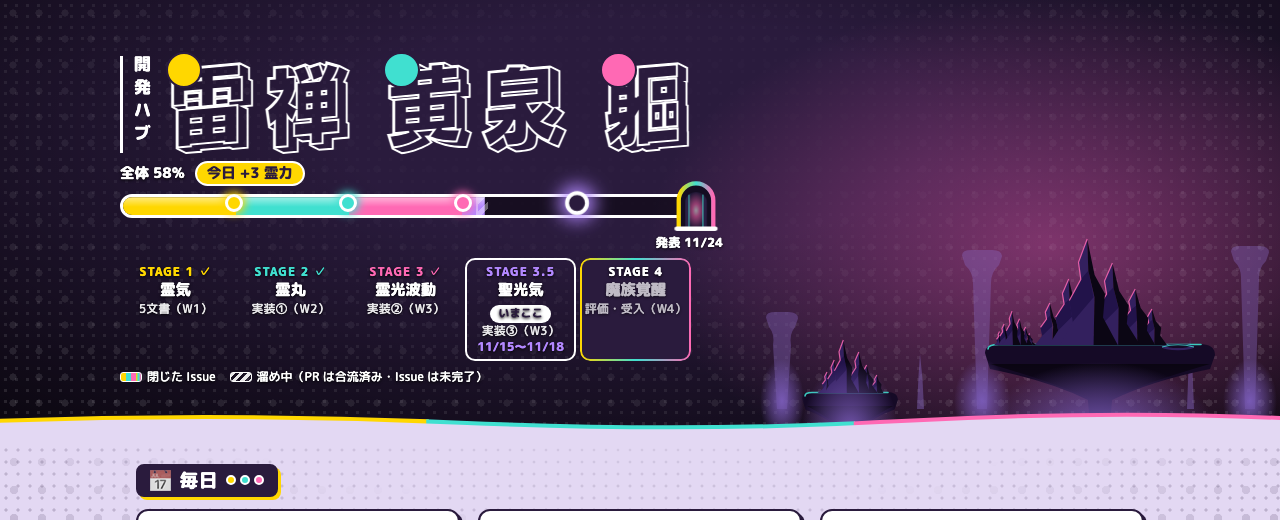 開発ハブ
雷禅 黄泉 軀
全体 58% 今日 +3 霊力
発表 11/24
STAGE 1 ✓
霊気
5文書（W1）
STAGE 2 ✓
霊丸
実装①（W2）
STAGE 3 ✓
霊光波動
実装②（W3）
STAGE 3.5
聖光気
いまここ
実装③（W3）
11/15〜11/18
STAGE 4
魔族覚醒
評価・受入（W4）
閉じた Issue 溜め中（PR は合流済み・Issue は未完了）
17 毎日